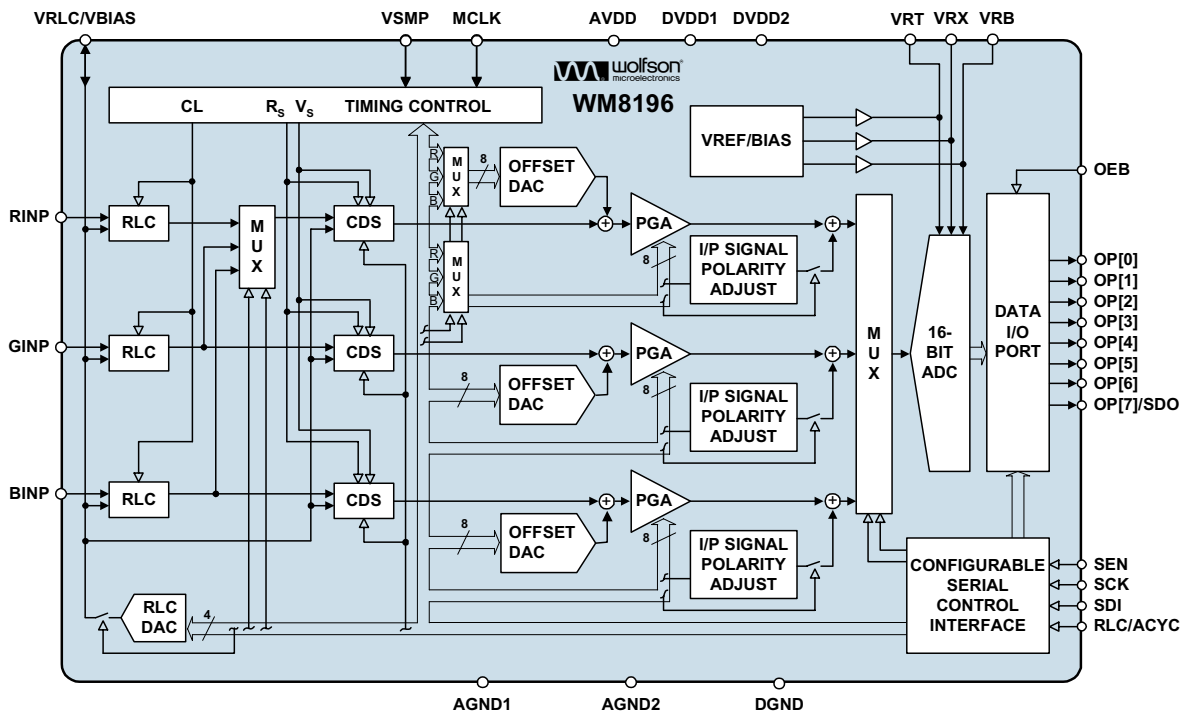 VRLC/VBIAS VSMP MCLK AVDD DVDD1 DVDD2 VRT VRX VRB
wolfson®
microelectronics
WM8196
CL RS VS TIMING CONTROL
VREF/BIAS
R
G
B
MUX
8
OFFSET
DAC
OEB
RINP
RLC
MUX
CDS
PGA
8
I/P SIGNAL
POLARITY
ADJUST
R
G
B
MUX
MUX
16-
BIT
ADC
DATA
I/O
PORT
OP[0]
OP[1]
OP[2]
OP[3]
OP[4]
OP[5]
OP[6]
OP[7]/SDO
GINP
RLC
CDS
PGA
8
OFFSET
DAC
8
I/P SIGNAL
POLARITY
ADJUST
BINP
RLC
CDS
PGA
8
OFFSET
DAC
8
I/P SIGNAL
POLARITY
ADJUST
CONFIGURABLE
SERIAL
CONTROL
INTERFACE
SEN
SCK
SDI
RLC/ACYC
RLC
DAC
4
AGND1 AGND2 DGND